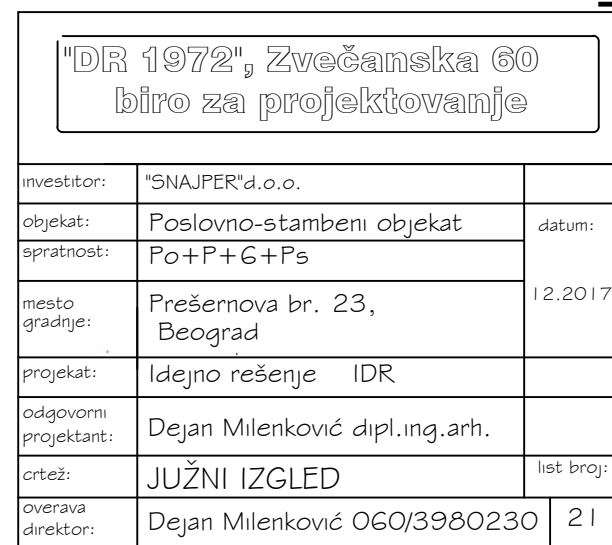 "DR 1972", Zvečanska 60
biro za projektovanje
investitor: "SNAJPER"d.o.o.
objekat: Poslovno-stambeni objekat
datum:
spratnost: Po+P+6+Ps
12.2017
mesto
gradnje:
Prešernova br. 23,
Beograd
projekat: Idejno rešenje IDR
odgovorni
projektant:
Dejan Milenković dipl.ing.arh.
crtež: JUŽNI IZGLED
list broj:
overava
direktor:
Dejan Milenković 060/3980230
21